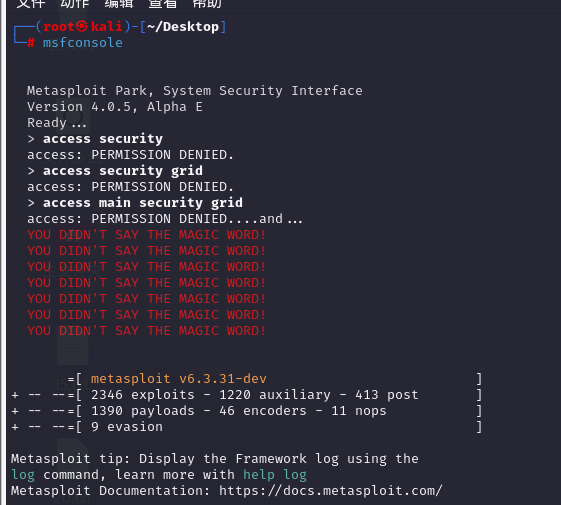 文件 动作 编辑 查看 帮助
(root㉿kali)-[~/Desktop]
# msfconsole
Metasploit Park, System Security Interface
Version 4.0.5, Alpha E
Ready...
> access security
access: PERMISSION DENIED.
> access security grid
access: PERMISSION DENIED.
> access main security grid
access: PERMISSION DENIED....and...
YOU DIDN'T SAY THE MAGIC WORD!
YOU DIDN'T SAY THE MAGIC WORD!
YOU DIDN'T SAY THE MAGIC WORD!
YOU DIDN'T SAY THE MAGIC WORD!
YOU DIDN'T SAY THE MAGIC WORD!
YOU DIDN'T SAY THE MAGIC WORD!
YOU DIDN'T SAY THE MAGIC WORD!
=[ metasploit v6.3.31-dev ]
+ -- --=[ 2346 exploits - 1220 auxiliary - 413 post ]
+ -- --=[ 1390 payloads - 46 encoders - 11 nops ]
+ -- --=[ 9 evasion ]
Metasploit tip: Display the Framework log using the
log command, learn more with help log
Metasploit Documentation: https://docs.metasploit.com/